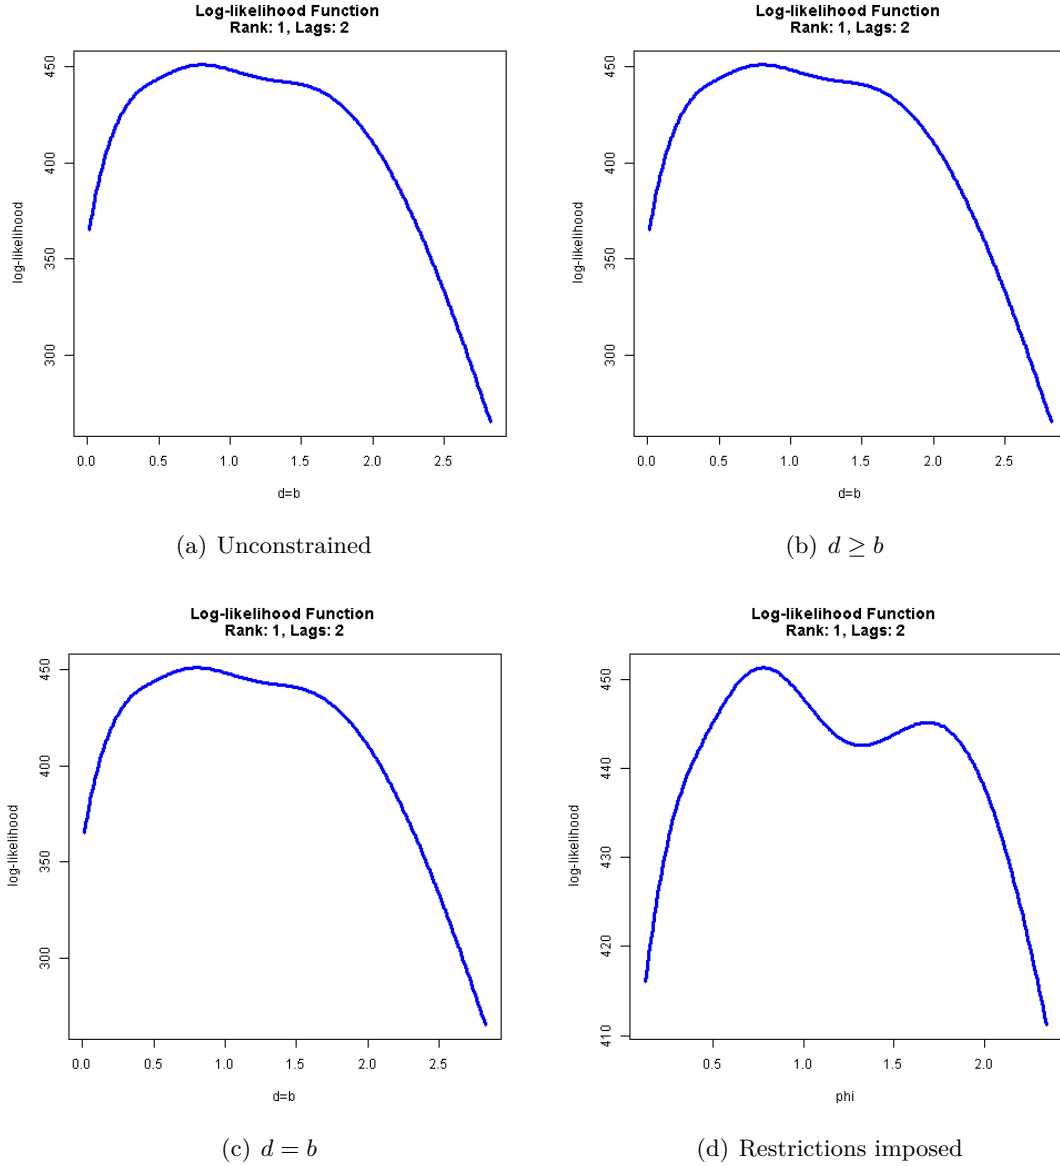 Log-likelihood Function
Rank: 1, Lags: 2
log-likelihood
450
400
350
300
0.0 0.5 1.0 1.5 2.0 2.5
d=b
(a) Unconstrained
Log-likelihood Function
Rank: 1, Lags: 2
log-likelihood
450
400
350
300
0.0 0.5 1.0 1.5 2.0 2.5
d=b
(b) d ≥ b
Log-likelihood Function
Rank: 1, Lags: 2
log-likelihood
450
400
350
300
0.0 0.5 1.0 1.5 2.0 2.5
d=b
(c) d = b
Log-likelihood Function
Rank: 1, Lags: 2
log-likelihood
450
440
430
420
410
0.5 1.0 1.5 2.0
phi
(d) Restrictions imposed